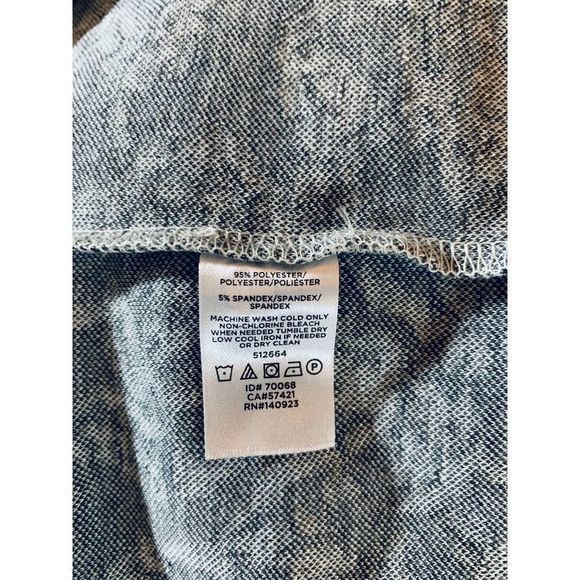 95% POLYESTER/
POLYESTER/POLIÉSTER
5% SPANDEX/SPANDEX/
SPANDEX
MACHINE WASH COLD ONLY
NON-CHLORINE BLEACH
WHEN NEEDED TUMBLE DRY
LOW COOL IRON IF NEEDED
OR DRY CLEAN
512664
P
ID# 70068
CA#57421
RN#140923